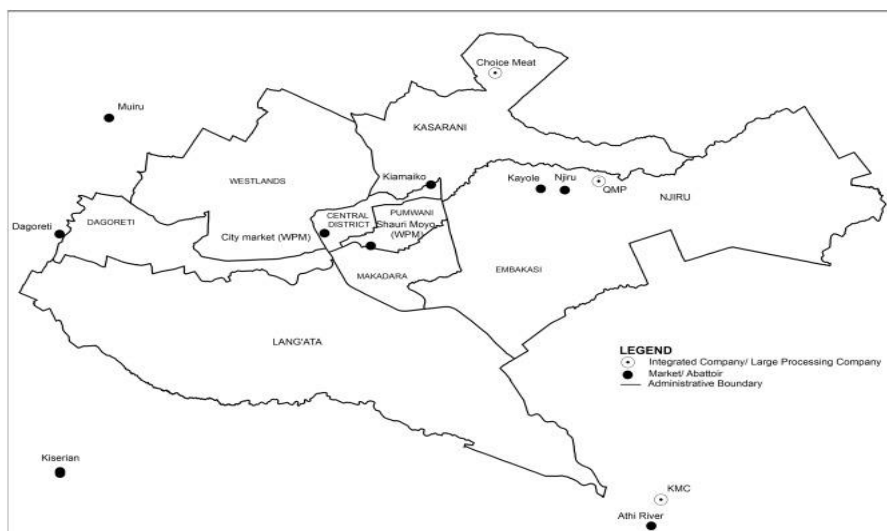 Choice Meat
Muiru
KASARANI
WESTLANDS
Kiamaiko
Kayole
Njiru
QMP
NJIRU
DAGORETI
Dagoreti
CENTRAL
DISTRICT
PUMWANI
City market (WPM)
Shauri Moyo
(WPM)
MAKADARA
EMBAKASI
LANG'ATA
LEGEND
Integrated Company/ Large Processing Company
Market/ Abattoir
Administrative Boundary
Kiserian
KMC
Athi River